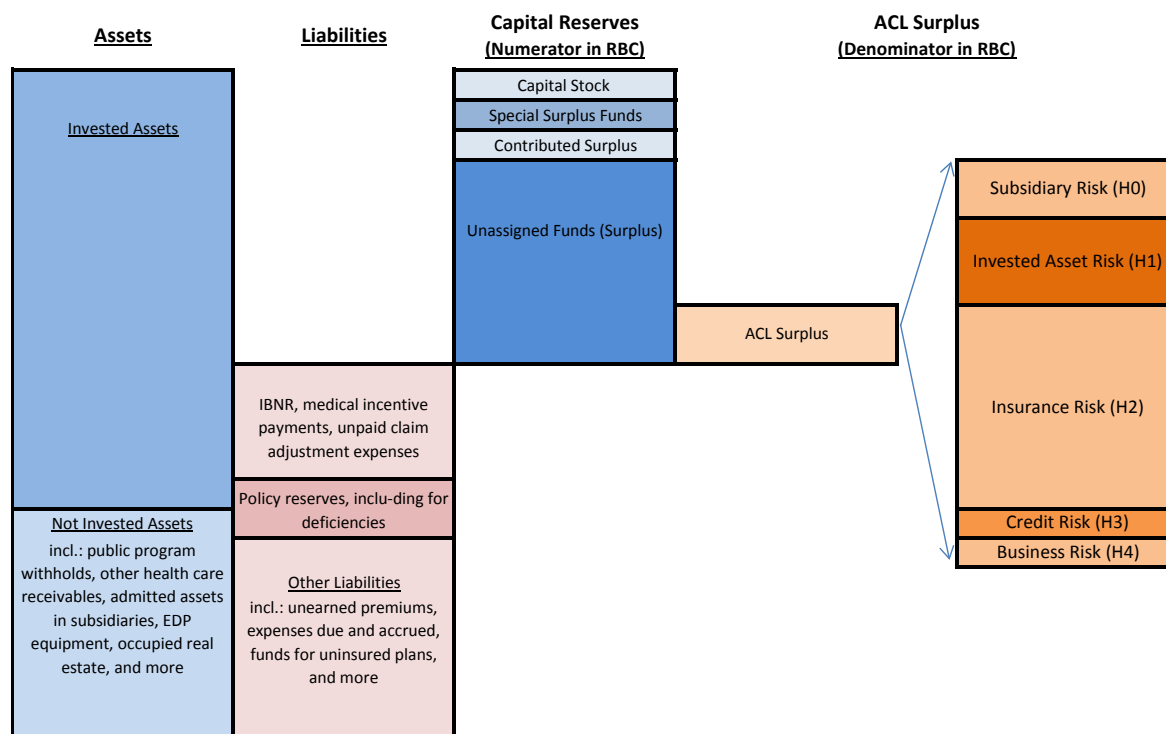 Assets
Liabilities
Capital Reserves
(Numerator in RBC)
ACL Surplus
(Denominator in RBC)
Invested Assets
Not Invested Assets
incl.: public program
withholds, other health care
receivables, admitted assets
in subsidiaries, EDP
equipment, occupied real
estate, and more
IBNR, medical incentive
payments, unpaid claim
adjustment expenses
Policy reserves, inclu-ding for
deficiencies
Other Liabilities
incl.: unearned premiums,
expenses due and accrued,
funds for uninsured plans,
and more
Capital Stock
Special Surplus Funds
Contributed Surplus
Unassigned Funds (Surplus)
ACL Surplus
Subsidiary Risk (H0)
Invested Asset Risk (H1)
Insurance Risk (H2)
Credit Risk (H3)
Business Risk (H4)